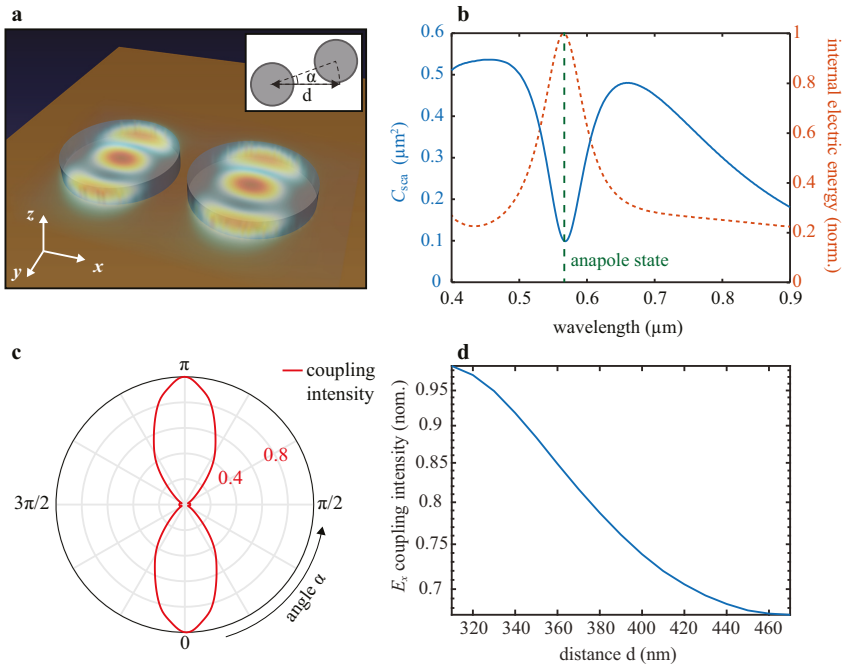 a
α
d
z
y
x
b
0.6
0.5
0.4
0.3
0.2
0.1
0
Csca (µm²)
1
0.8
0.6
0.4
0.2
0
internal electric energy
(norm.)
anapole state
0.4
0.5
0.6
0.7
0.8
0.9
wavelength (µm)
c
π
coupling
intensity
0.8
0.4
3π/2
π/2
angle α
0
d
0.95
0.9
0.85
0.8
0.75
0.7
Ex coupling intensity (nom.)
320
340
360
380
400
420
440
460
distance d (nm)